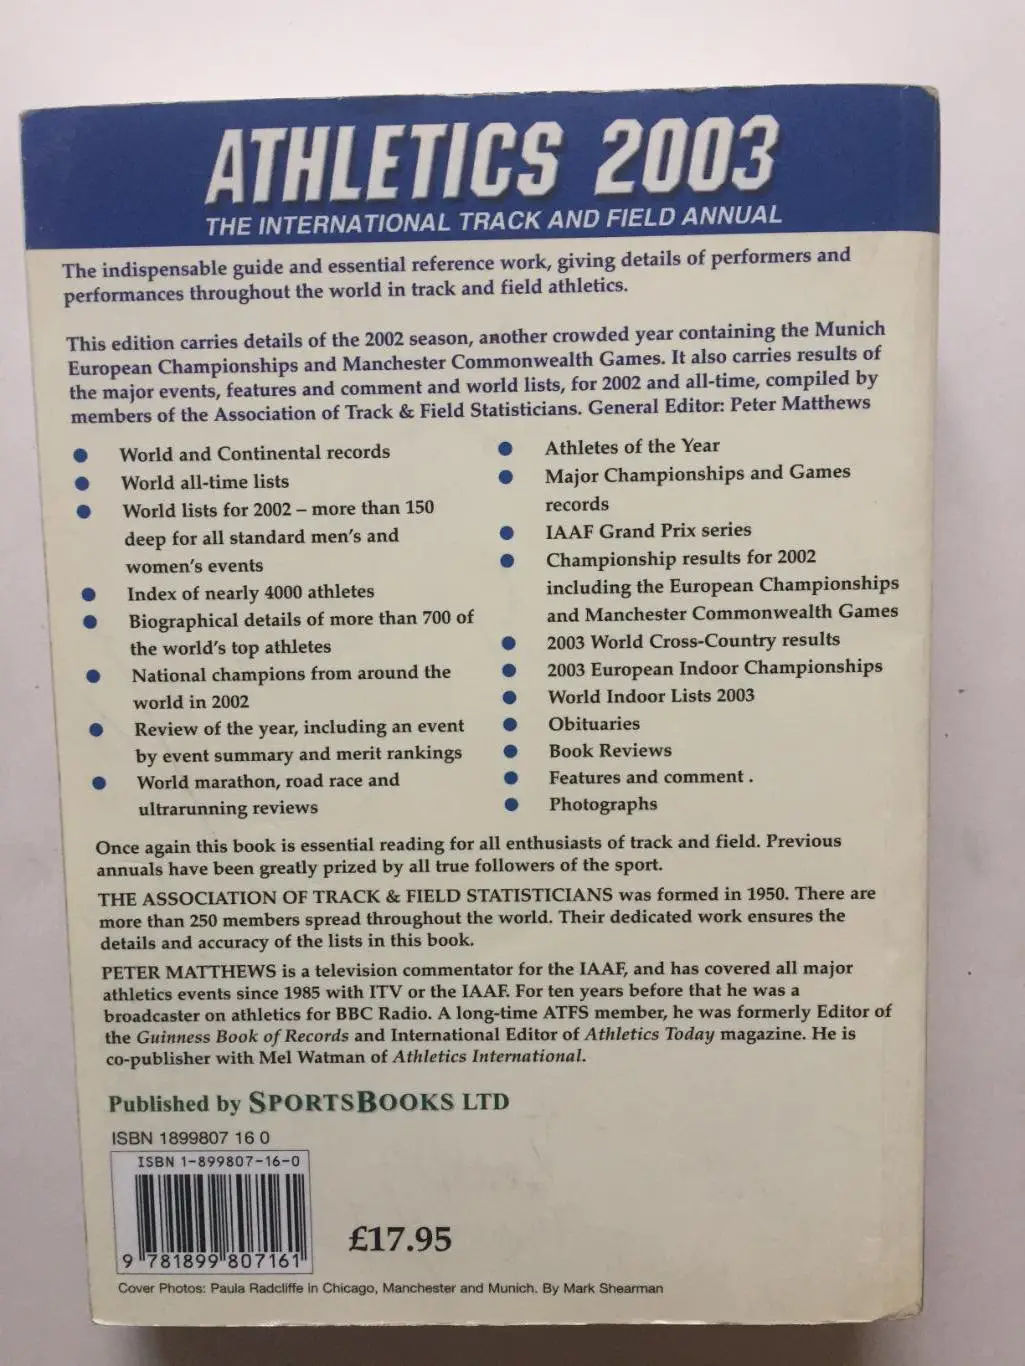 ATHLETICS 2003
THE INTERNATIONAL TRACK AND FIELD ANNUAL
The indispensable guide and essential reference work, giving details of performers and
performances throughout the world in track and field athletics.
This edition carries details of the 2002 season, another crowded year containing the Munich
European Championships and Manchester Commonwealth Games. It also carries results of
the major events, features and comment and world lists, for 2002 and all-time, compiled by
members of the Association of Track & Field Statisticians. General Editor: Peter Matthews
● World and Continental records
● World all-time lists
● World lists for 2002 – more than 150
deep for all standard men's and
women's events
● Index of nearly 4000 athletes
● Biographical details of more than 700 of
the world's top athletes
● National champions from around the
world in 2002
● Review of the year, including an event
by event summary and merit rankings
● World marathon, road race and
ultrarunning reviews
● Athletes of the Year
● Major Championships and Games
records
● IAAF Grand Prix series
● Championship results for 2002
including the European Championships
and Manchester Commonwealth Games
● 2003 World Cross-Country results
● 2003 European Indoor Championships
● World Indoor Lists 2003
● Obituaries
● Book Reviews
● Features and comment .
● Photographs
Once again this book is essential reading for all enthusiasts of track and field. Previous
annuals have been greatly prized by all true followers of the sport.
THE ASSOCIATION OF TRACK & FIELD STATISTICIANS was formed in 1950. There are
more than 250 members spread throughout the world. Their dedicated work ensures the
details and accuracy of the lists in this book.
PETER MATTHEWS is a television commentator for the IAAF, and has covered all major
athletics events since 1985 with ITV or the IAAF. For ten years before that he was a
broadcaster on athletics for BBC Radio. A long-time ATFS member, he was formerly Editor of
the Guinness Book of Records and International Editor of Athletics Today magazine. He is
co-publisher with Mel Watman of Athletics International.
Published by SPORTSBOOKS LTD
ISBN 1899807 16 0
ISBN 1-899807-16-0
9 781899 807161
£17.95
Cover Photos: Paula Radcliffe in Chicago, Manchester and Munich. By Mark Shearman